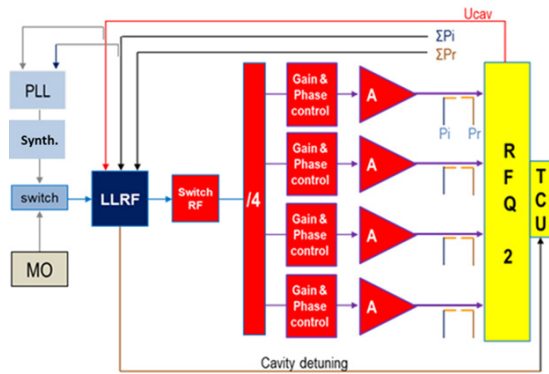 Ucav
ΣPi
ΣPr
PLL
Synth.
switch
MO
LLRF
Switch
RF
/4
Gain &
Phase
control
A
Pi
Pr
Gain &
Phase
control
A
Gain &
Phase
control
A
Gain &
Phase
control
A
R
F
Q
2
T
C
U
Cavity detuning